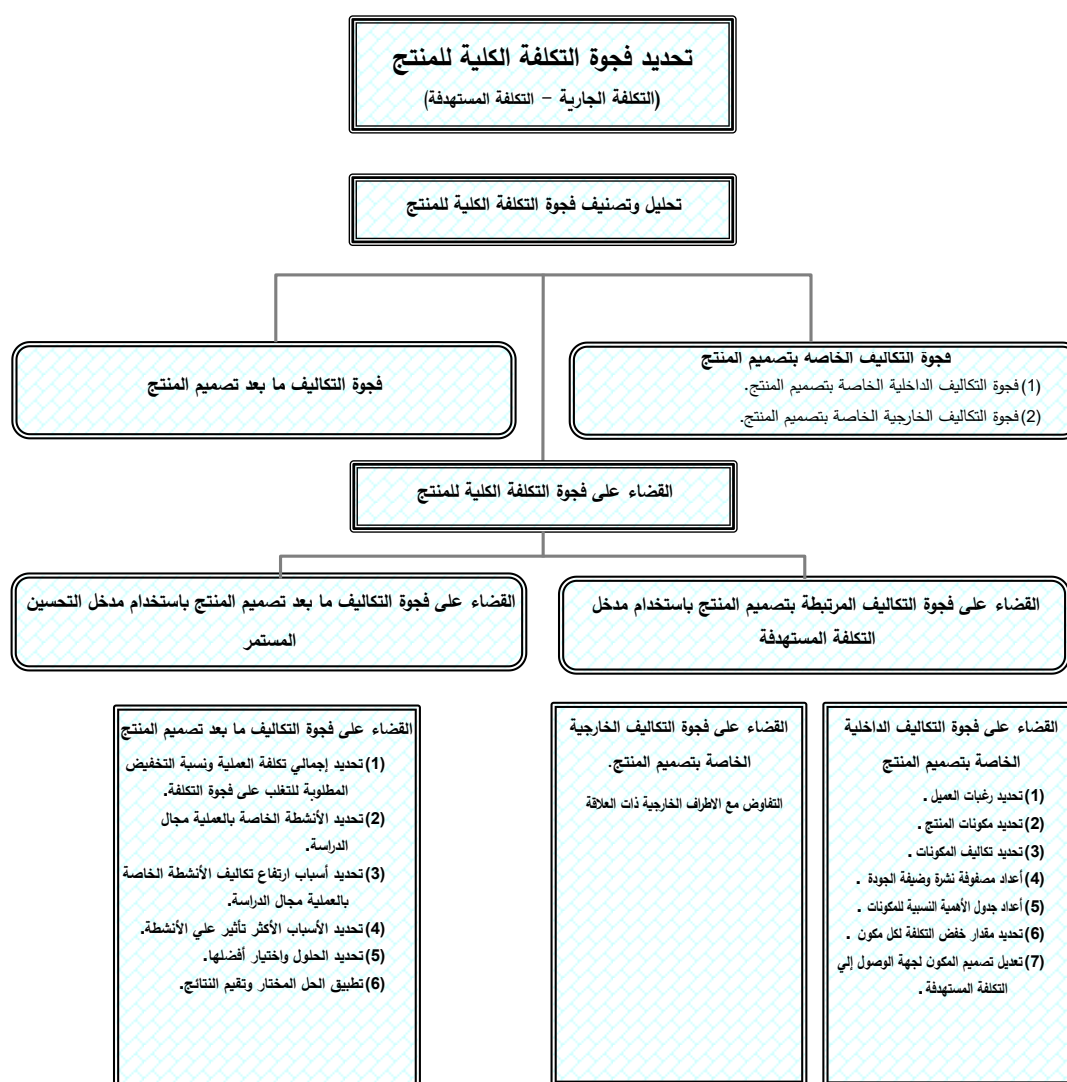 تحديد فجوة التكلفة الكلية للمنتج
(التكلفة الجارية – التكلفة المستهدفة)
تحليل وتصنيف فجوة التكلفة الكلية للمنتج
فجوة التكاليف الخاصة بتصميم المنتج
(1) فجوة التكاليف الداخلية الخاصة بتصميم المنتج.
(2) فجوة التكاليف الخارجية الخاصة بتصميم المنتج.
فجوة التكاليف ما بعد تصميم المنتج
القضاء على فجوة التكلفة الكلية للمنتج
القضاء على فجوة التكاليف المرتبطة بتصميم المنتج باستخدام مدخل
التكلفة المستهدفة
القضاء على فجوة التكاليف ما بعد تصميم المنتج باستخدام مدخل التحسين
المستمر
القضاء على فجوة التكاليف الداخلية
الخاصة بتصميم المنتج
(1) تحديد رغبات العميل .
(2) تحديد مكونات المنتج .
(3) تحديد تكاليف المكونات .
(4) أعداد مصفوفة نشرة وضيفة الجودة .
(5) أعداد جدول الأهمية النسبية للمكونات .
(6) تحديد مقدار خفض التكلفة لكل مكون .
(7) تعديل تصميم المكون لجهة الوصول إلي
التكلفة المستهدفة .
القضاء على فجوة التكاليف الخارجية
الخاصة بتصميم المنتج.
التفاوض مع الاطراف الخارجية ذات العلاقة
القضاء على فجوة التكاليف ما بعد تصميم المنتج
(1) تحديد إجمالي تكلفة العملية ونسبة التخفيض
المطلوبة للتغلب على فجوة التكلفة.
(2) تحديد الأنشطة الخاصة بالعملية مجال
الدراسة.
(3) تحديد أسباب ارتفاع تكاليف الأنشطة الخاصة
بالعملية مجال الدراسة.
(4) تحديد الأسباب الأكثر تأثير علي الأنشطة.
(5) تحديد الحلول واختيار أفضلها.
(6) تطبيق الحل المختار وتقيم النتائج.